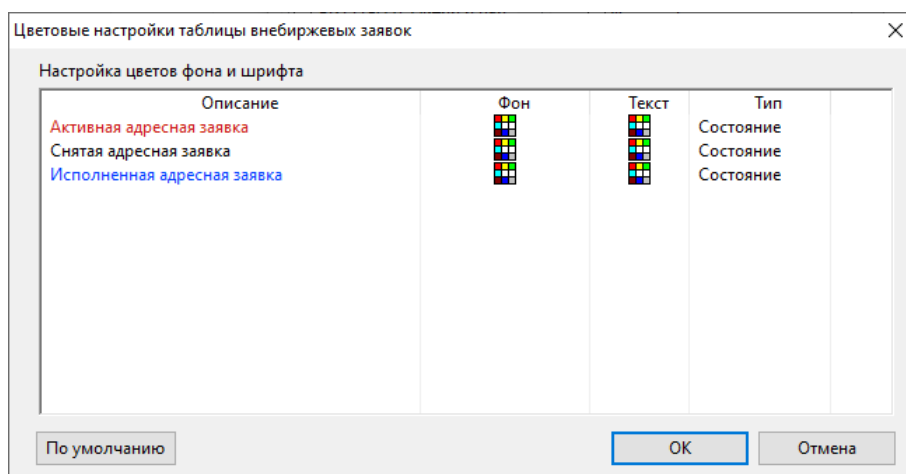 Цветовые настройки таблицы внебиржевых заявок
Настройка цветов фона и шрифта
Описание Фон Текст Тип
Активная адресная заявка Состояние
Снятая адресная заявка Состояние
Исполненная адресная заявка Состояние
По умолчанию OK Отмена